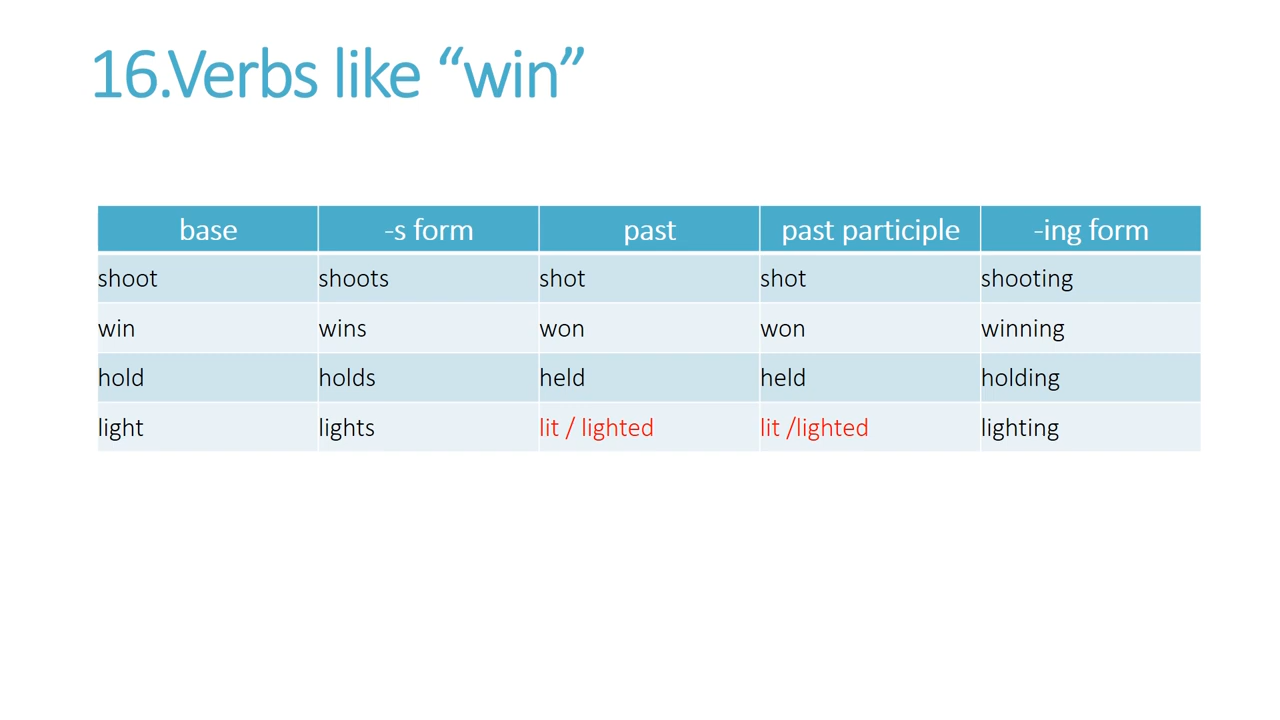 16.Verbs like “win”
base -s form past past participle -ing form
shoot shoots shot shot shooting
win wins won won winning
hold holds held held holding
light lights lit / lighted lit /lighted lighting